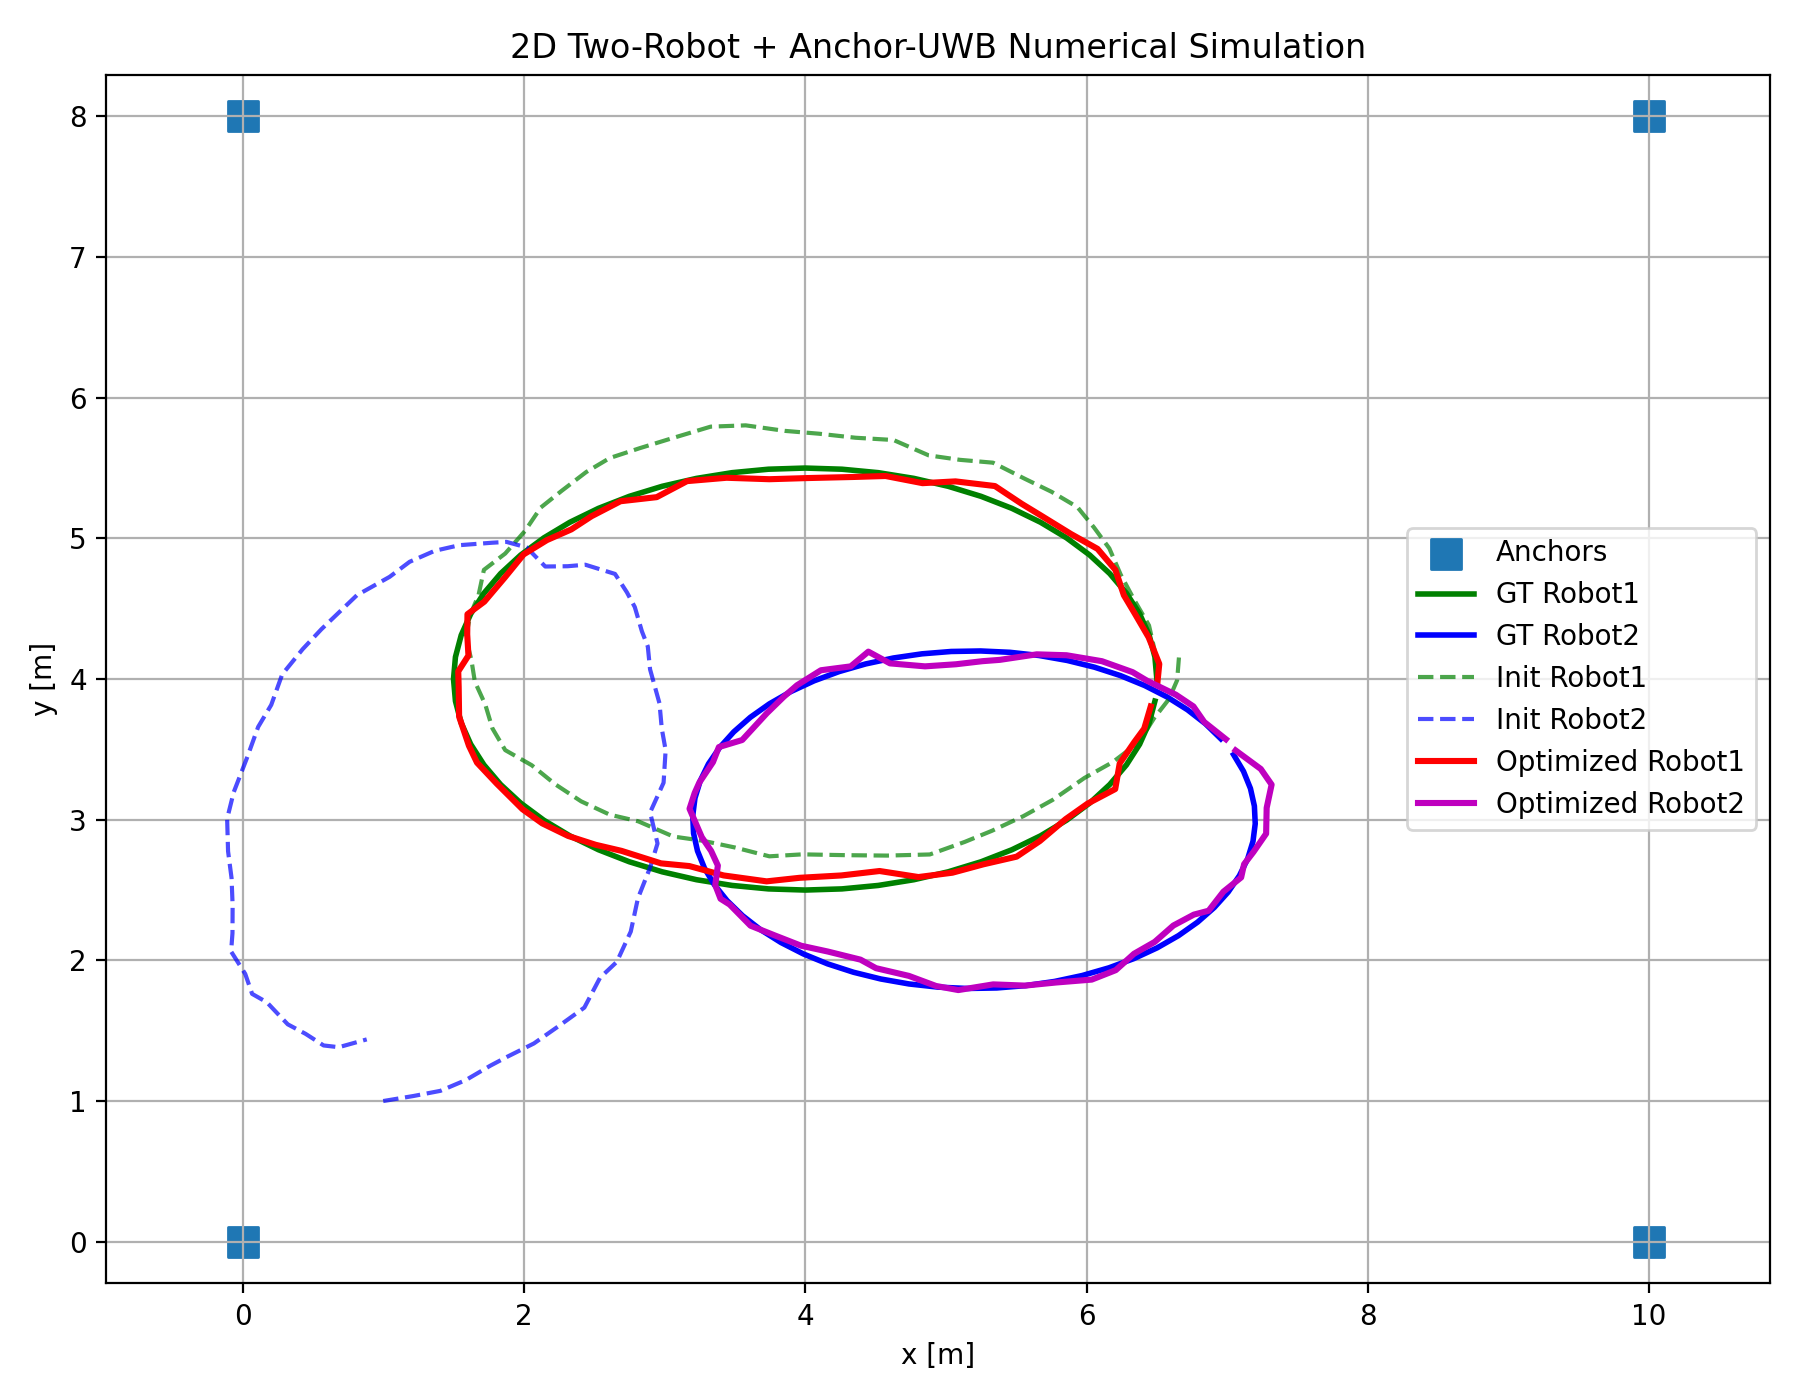 2D Two-Robot + Anchor-UWB Numerical Simulation
8
7
6
5
4
3
2
1
0
y [m]
Anchors
GT Robot1
GT Robot2
Init Robot1
Init Robot2
Optimized Robot1
Optimized Robot2
0
2
4
6
8
10
x [m]